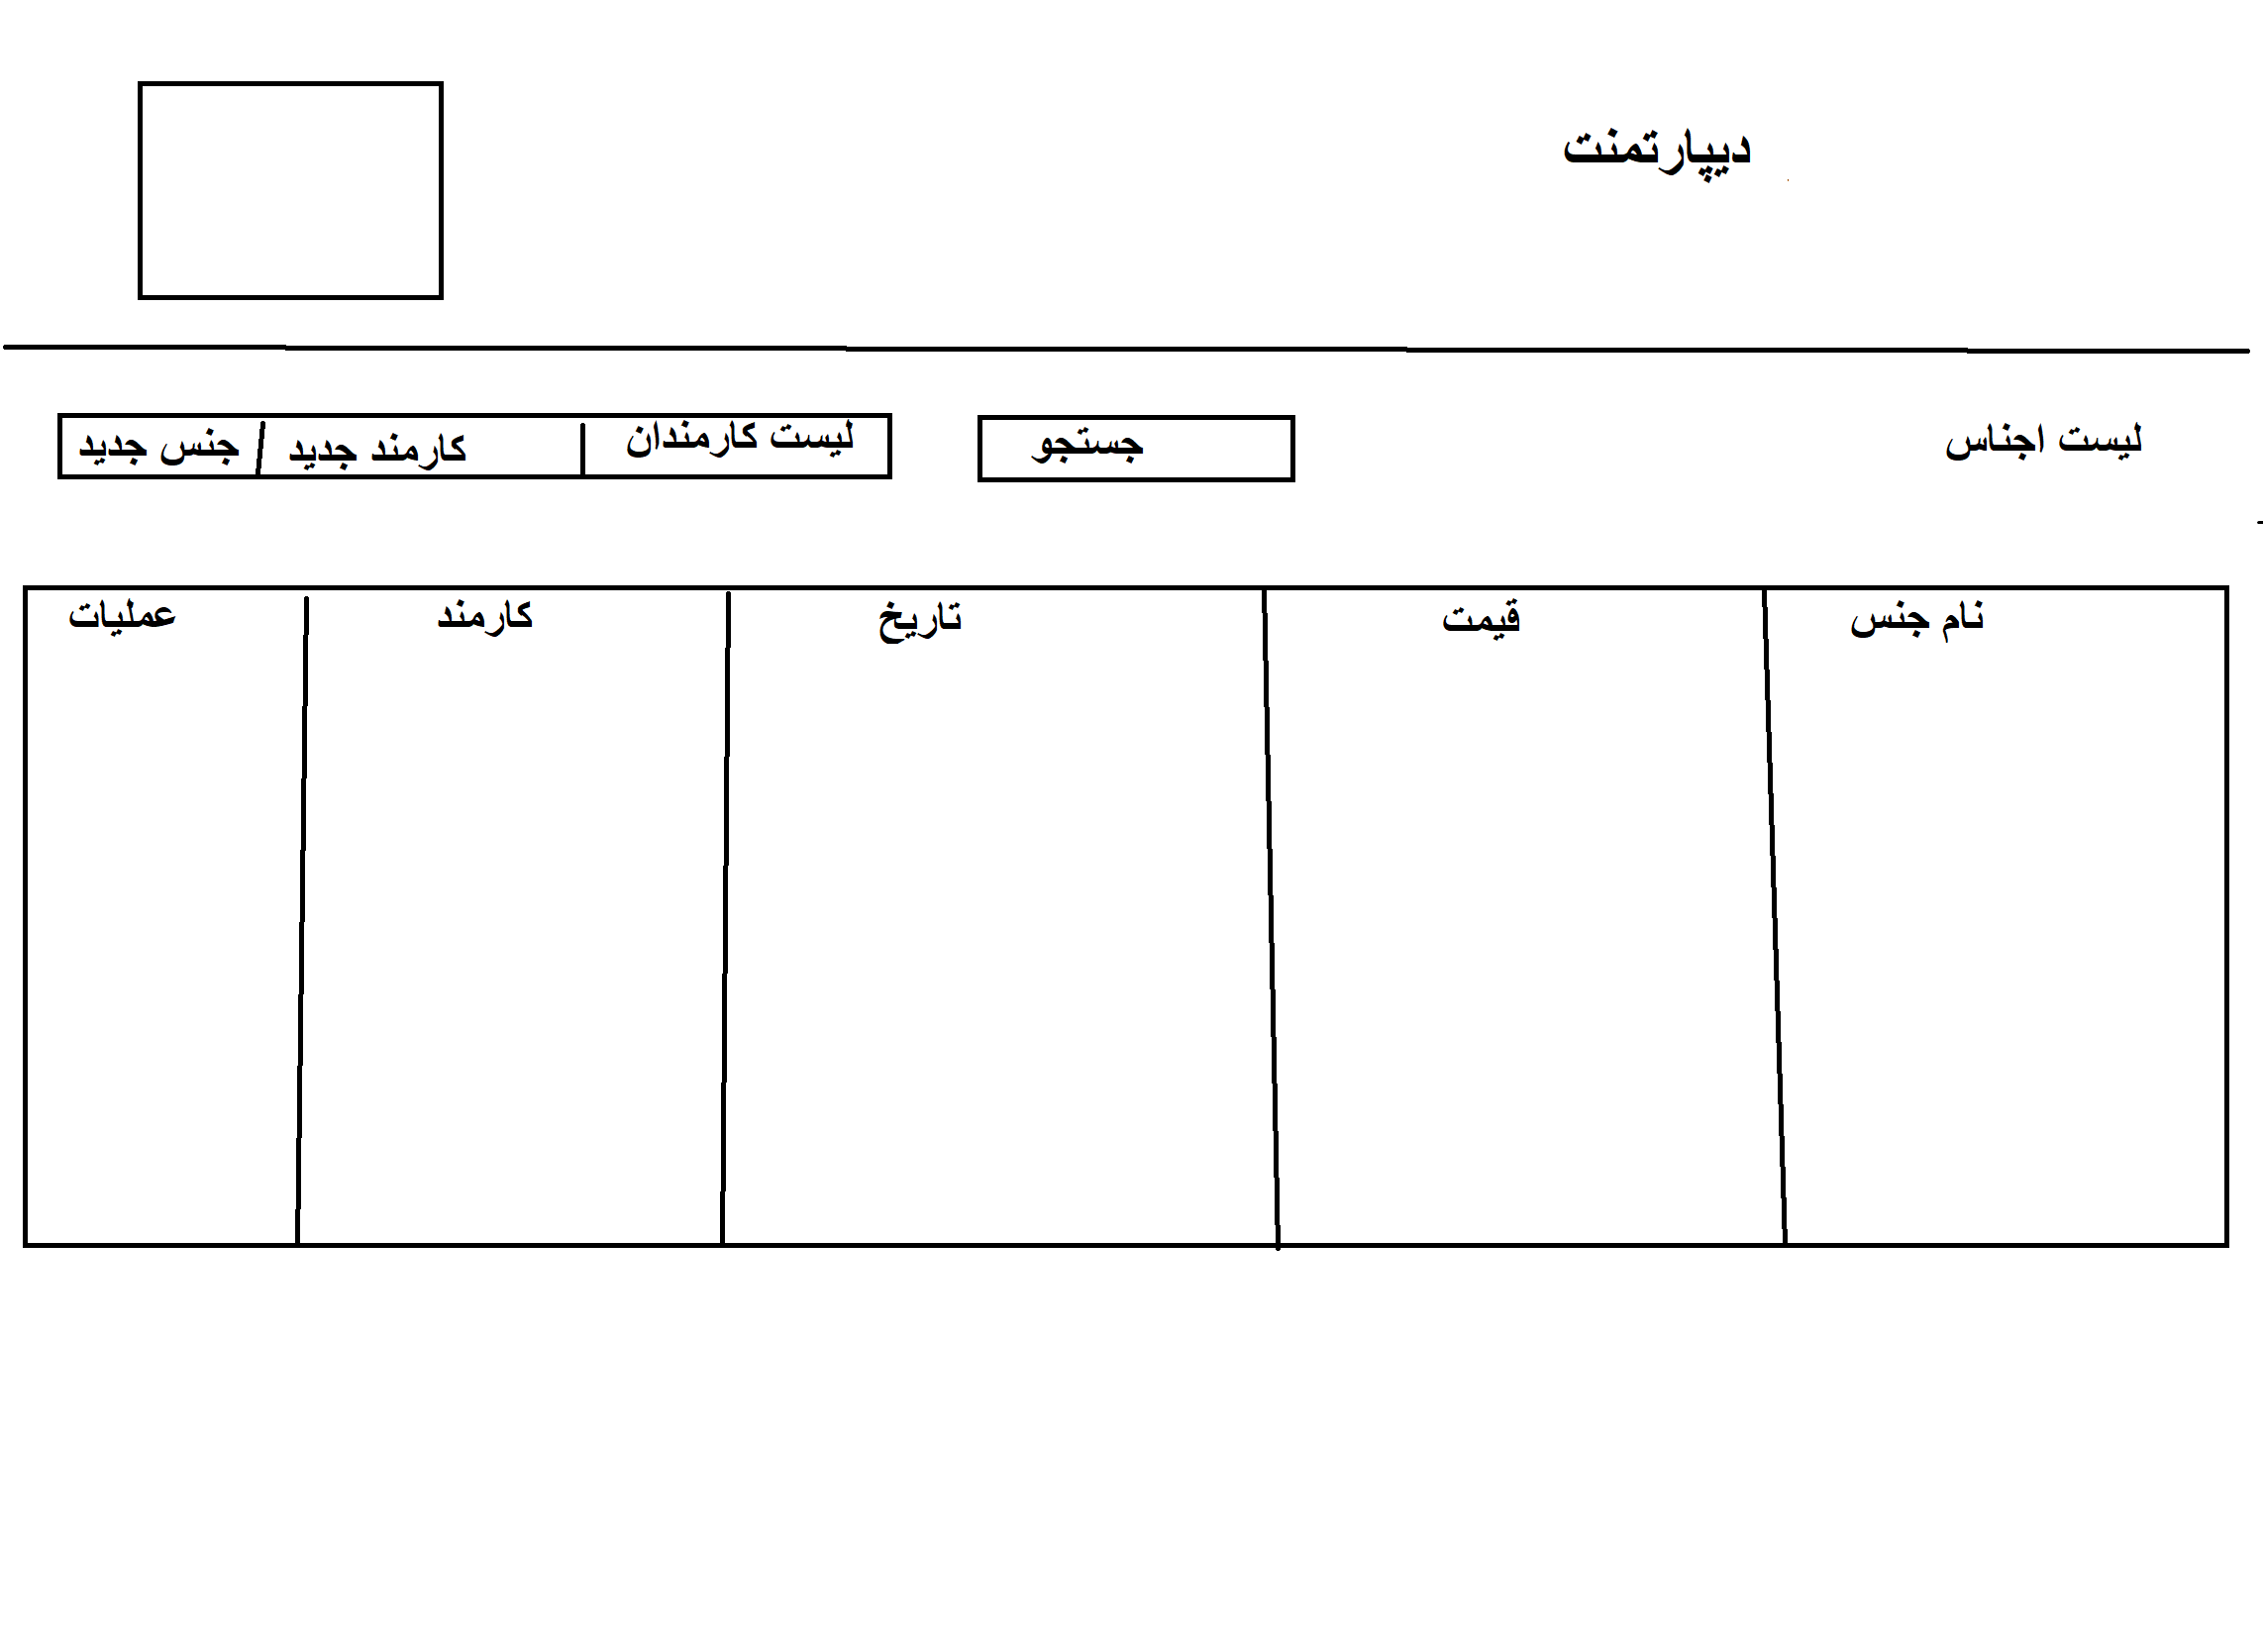 دیپارتمنت
لیست اجناس
جستجو
لیست کارمندان
کارمند جدید
جنس جدید
نام جنس
قیمت
تاریخ
کارمند
عملیات